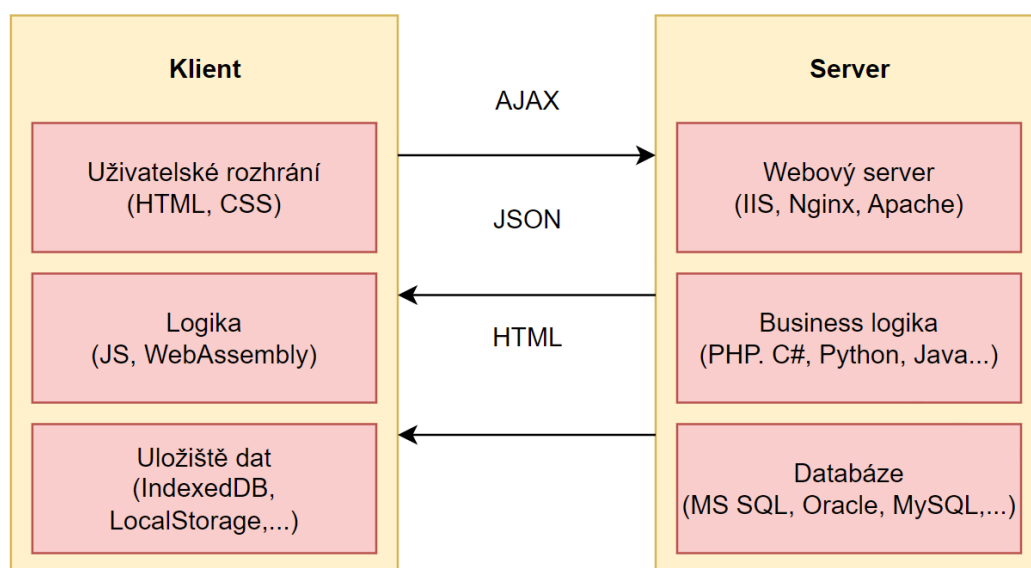 Klient
Uživatelské rozhrání
(HTML, CSS)
Logika
(JS, WebAssembly)
Uložiště dat
(IndexedDB,
LocalStorage,...)
AJAX
JSON
HTML
Server
Webový server
(IIS, Nginx, Apache)
Business logika
(PHP. C#, Python, Java...)
Databáze
(MS SQL, Oracle, MySQL,...)